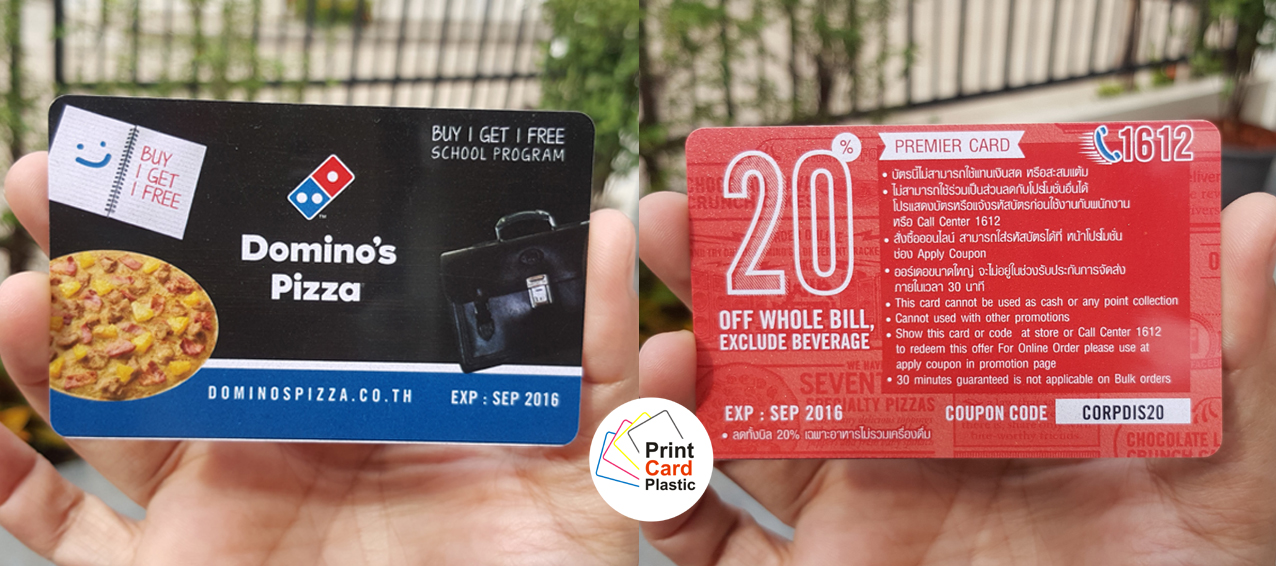 BUY
1 GET
1 FREE
BUY 1 GET 1 FREE
SCHOOL PROGRAM
Domino's
Pizza
DOMINOSPIZZA.CO.TH
EXP : SEP 2016
Print
Card
Plastic
20%
OFF WHOLE BILL,
EXCLUDE BEVERAGE
PREMIER CARD
1612
• บัตรนี้ไม่สามารถใช้แทนเงินสด หรือสะสมแต้ม
• ไม่สามารถใช้ร่วมเป็นส่วนลดกับโปรโมชั่นอื่นได้
โปรแสดงบัตรหรือแจ้งรหัสบัตรก่อนใช้งานกับพนักงาน
หรือ Call Center 1612
• สั่งซื้อออนไลน์ สามารถใส่รหัสบัตรได้ที่ หน้าโปรโมชั่น
ช่อง Apply Coupon
• ออร์เดอขนาดใหญ่ จะไม่อยู่ในช่วงรับประกันการจัดส่ง
ภายในเวลา 30 นาที
• This card cannot be used as cash or any point collection
• Cannot used with other promotions
• Show this card or code at store or Call Center 1612
to redeem this offer For Online Order please use at
apply coupon in promotion page
• 30 minutes guaranteed is not applicable on Bulk orders
EXP : SEP 2016
COUPON CODE CORPDIS20
• ลดทั้งบิล 20% เฉพาะอาหารไม่รวมเครื่องดื่ม
SPECIALTY PIZZAS
CHOCOLATE